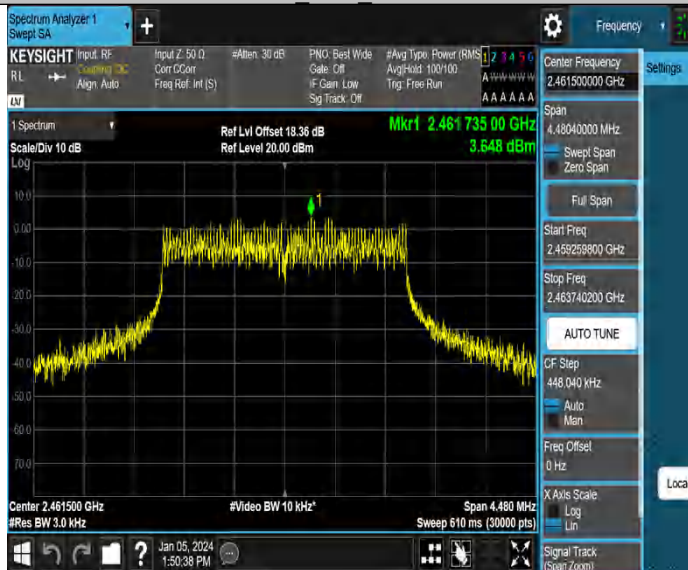 Spectrum Analyzer 1
Swept SA
Frequency
KEYSIGHT
Input: RF
Coupling: DC
Align: Auto
Input Z: 50 Ω
Corr CCorr
Freq Ref: Int (S)
#Atten: 30 dB
PNO: Best Wide
Gate: Off
IF Gain: Low
Sig Track: Off
#Avg Type: Power (RMS
Avg|Hold: 100/100
Trig: Free Run
1 2 3 4 5 6
A W W W W W
A A A A A A
RL
LXI
Center Frequency
2.461500000 GHz
Settings
Span
4.48040000 MHz
Swept Span
Zero Span
Full Span
Start Freq
2.459259800 GHz
Stop Freq
2.463740200 GHz
AUTO TUNE
CF Step
448.040 kHz
Auto
Man
Freq Offset
0 Hz
X Axis Scale
Log
Lin
Signal Track
(Span Zoom)
Loca
1 Spectrum
Scale/Div 10 dB
Ref Lvl Offset 18.36 dB
Ref Level 20.00 dBm
Mkr1 2.461 735 00 GHz
3.648 dBm
Log
10.0
0.00
-10.0
-20.0
-30.0
-40.0
-50.0
-60.0
-70.0
1
Center 2.461500 GHz
#Res BW 3.0 kHz
#Video BW 10 kHz*
Span 4.480 MHz
Sweep 610 ms (30000 pts)
?
Jan 05, 2024
1:50:38 PM